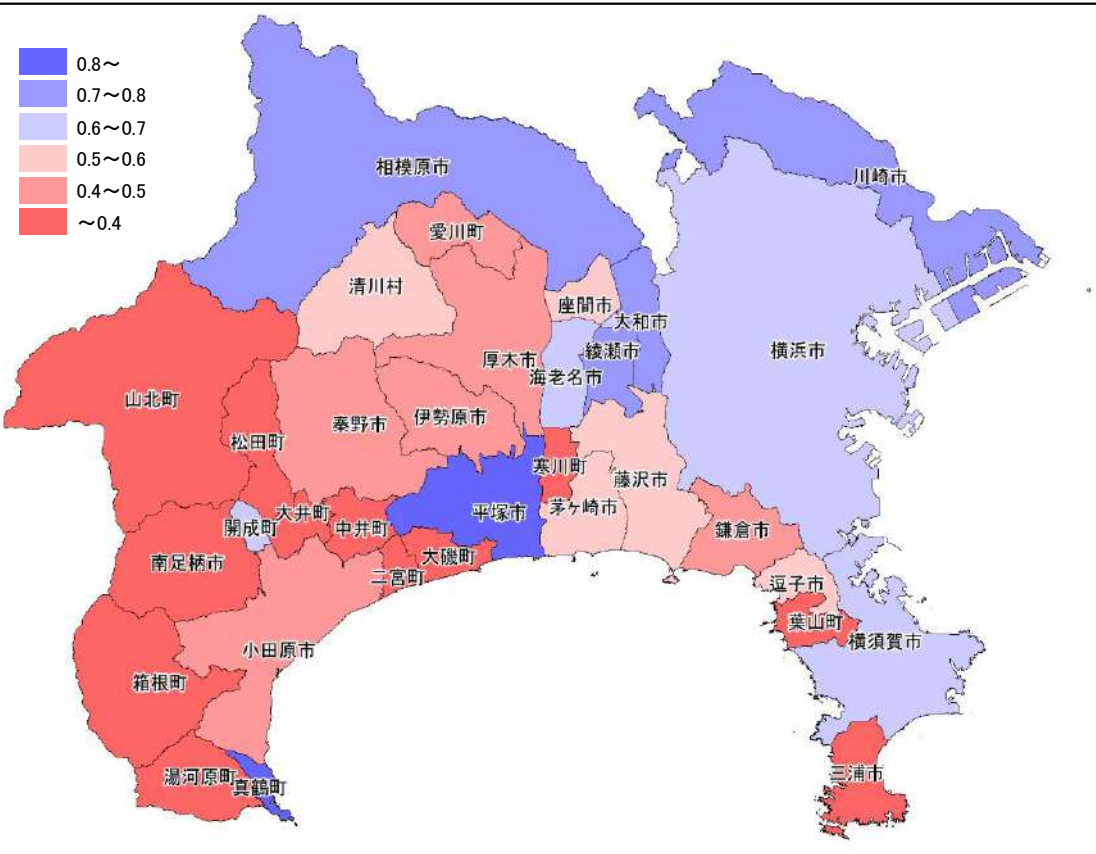 0.8～
0.7～0.8
0.6～0.7
0.5～0.6
0.4～0.5
～0.4
相模原市
川崎市
愛川町
清川村
座間市
大和市
綾瀬市
横浜市
厚木市
海老名市
山北町
秦野市
伊勢原市
松田町
寒川町
藤沢市
茅ヶ崎市
平塚市
大井町
開成町
中井町
鎌倉市
大磯町
南足柄市
二宮町
逗子市
葉山町
横須賀市
小田原市
箱根町
湯河原町
真鶴町
三浦市